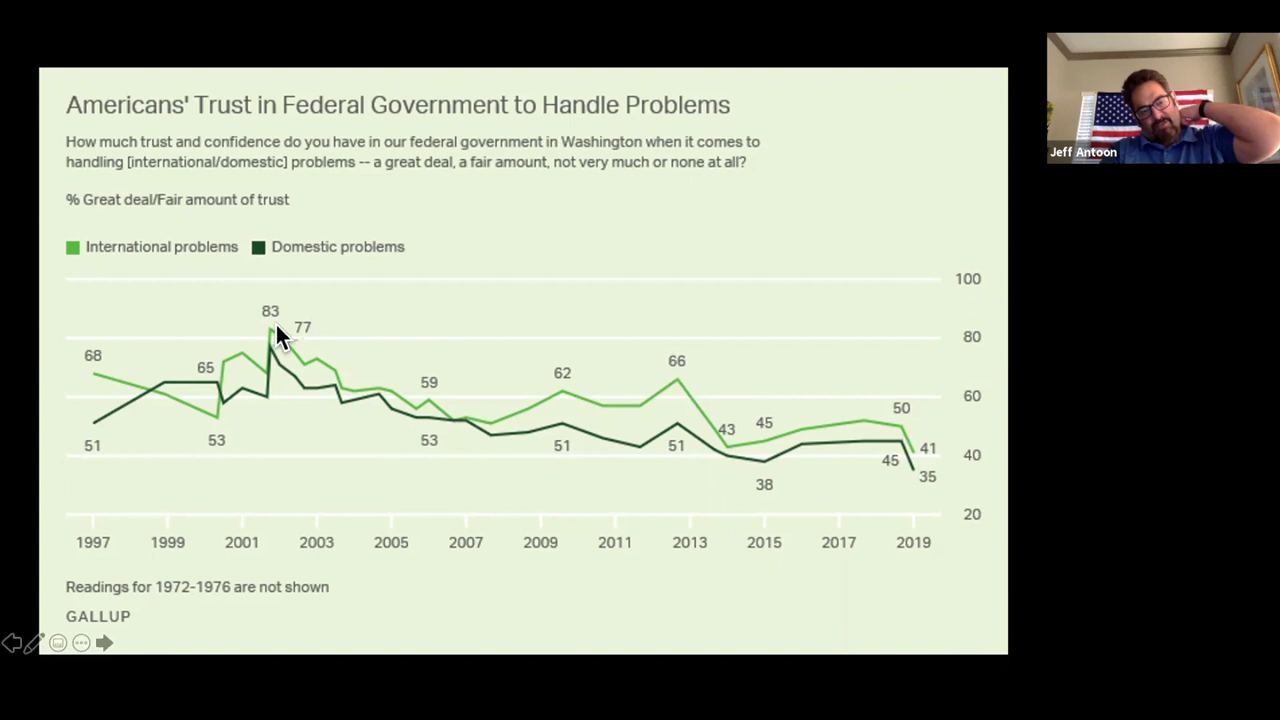 Americans' Trust in Federal Government to Handle Problems
How much trust and confidence do you have in our federal government in Washington when it comes to
handling [international/domestic] problems -- a great deal, a fair amount, not very much or none at all?
% Great deal/Fair amount of trust
International problems Domestic problems
100
83
77
80
68
65
66
62
59
60
53
51
53
51
51
50
43
45
41
40
45
35
38
20
1997 1999 2001 2003 2005 2007 2009 2011 2013 2015 2017 2019
Readings for 1972-1976 are not shown
GALLUP
Jeff Antoon